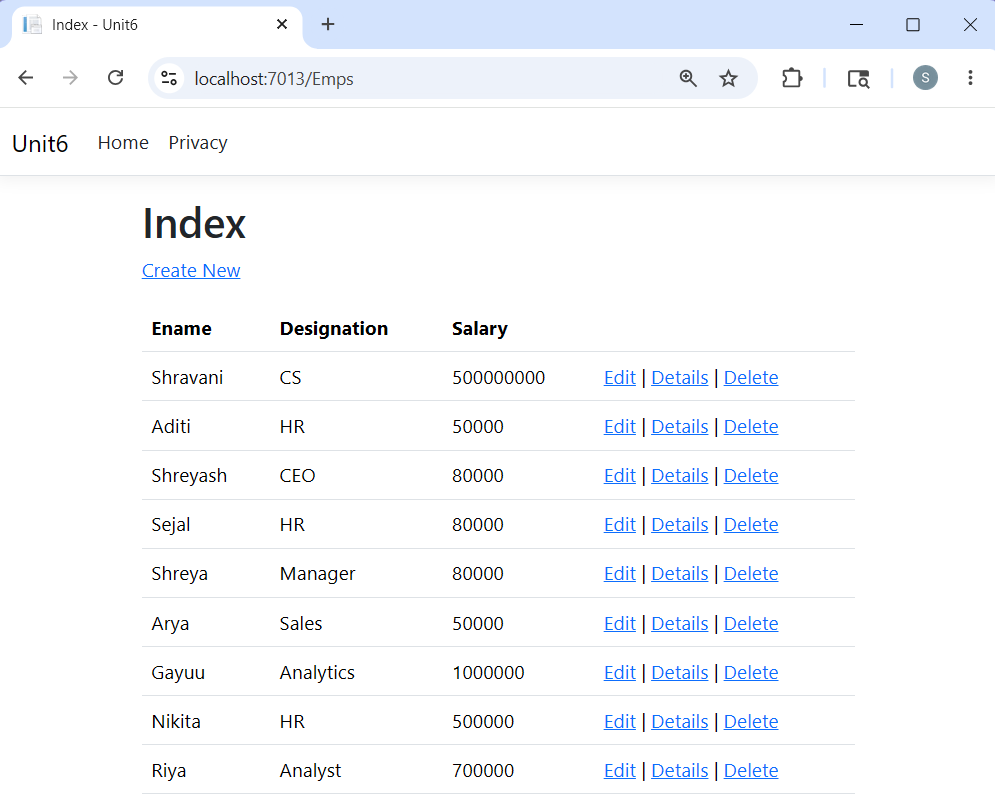 Index - Unit6
localhost:7013/Emps
S
Unit6 Home Privacy
Index
Create New
Ename Designation Salary
Shravani CS 500000000 Edit | Details | Delete
Aditi HR 50000 Edit | Details | Delete
Shreyash CEO 80000 Edit | Details | Delete
Sejal HR 80000 Edit | Details | Delete
Shreya Manager 80000 Edit | Details | Delete
Arya Sales 50000 Edit | Details | Delete
Gayuu Analytics 1000000 Edit | Details | Delete
Nikita HR 500000 Edit | Details | Delete
Riya Analyst 700000 Edit | Details | Delete